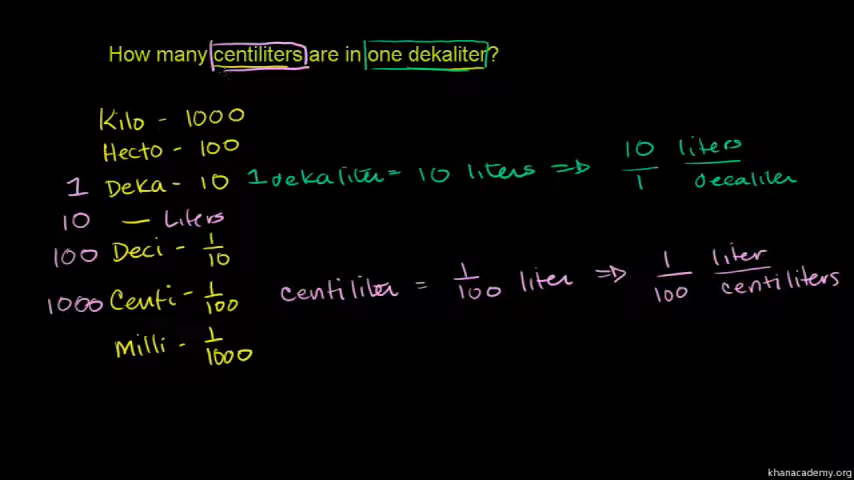 How many centiliters are in one dekaliter?
Kilo - 1000
Hecto - 100
1 Deka - 10 1 dekaliter = 10 liters ⇒ 10/1 liters/decaliter
10 — Liters
100 Deci - 1/10
1000 Centi - 1/100 centiliter = 1/100 liter ⇒ 1/100 liter/centiliters
Milli - 1/1000
khanacademy.org